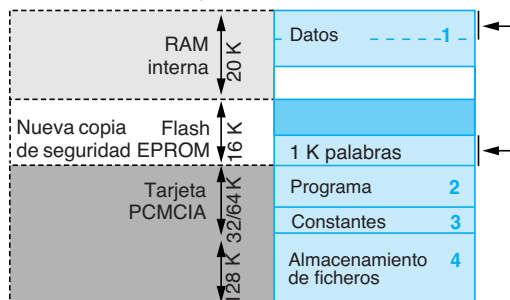 RAM
interna
20 K
Datos
1
Nueva copia
de seguridad
Flash
EPROM
16 K
1 K palabras
Tarjeta
PCMCIA
32/64 K
Programa 2
Constantes 3
128 K
Almacenamiento 4
de ficheros